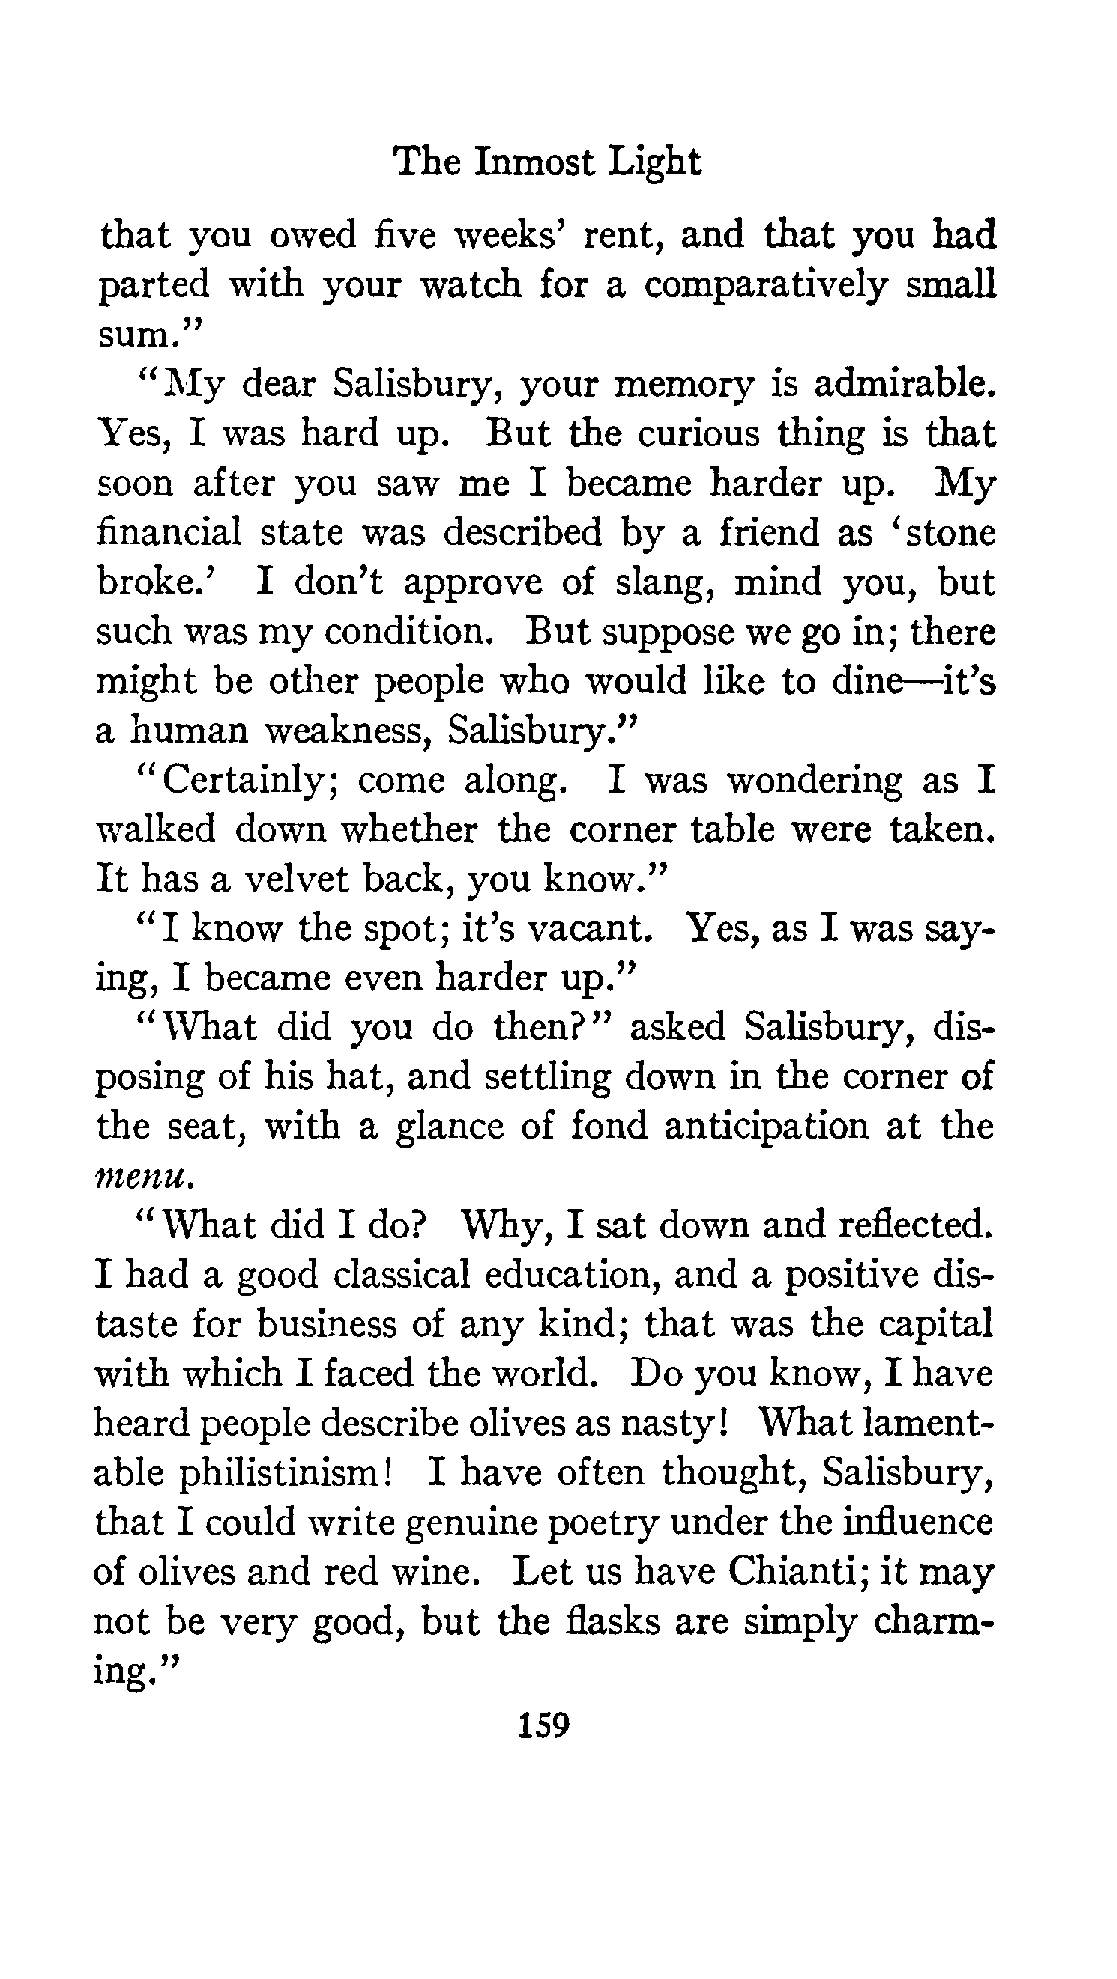 The Inmost Light
that you owed five weeks' rent, and that you had
parted with your watch for a comparatively small
sum."
"My dear Salisbury, your memory is admirable.
Yes, I was hard up. But the curious thing is that
soon after you saw me I became harder up. My
financial state was described by a friend as 'stone
broke.' I don't approve of slang, mind you, but
such was my condition. But suppose we go in; there
might be other people who would like to dine—it's
a human weakness, Salisbury."
"Certainly; come along. I was wondering as I
walked down whether the corner table were taken.
It has a velvet back, you know."
"I know the spot; it's vacant. Yes, as I was say-
ing, I became even harder up."
"What did you do then?" asked Salisbury, dis-
posing of his hat, and settling down in the corner of
the seat, with a glance of fond anticipation at the
menu.
"What did I do? Why, I sat down and reflected.
I had a good classical education, and a positive dis-
taste for business of any kind; that was the capital
with which I faced the world. Do you know, I have
heard people describe olives as nasty! What lament-
able philistinism! I have often thought, Salisbury,
that I could write genuine poetry under the influence
of olives and red wine. Let us have Chianti; it may
not be very good, but the flasks are simply charm-
ing."
159